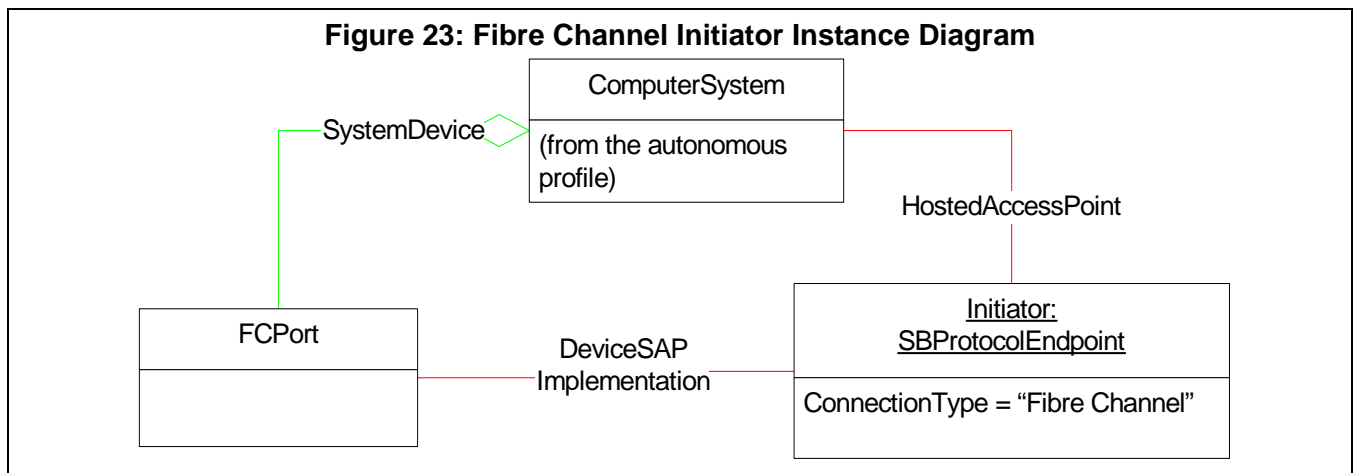 Figure 23: Fibre Channel Initiator Instance Diagram
ComputerSystem
(from the autonomous
profile)
SystemDevice
HostedAccessPoint
FCPort
DeviceSAP
Implementation
Initiator:
SBProtocolEndpoint
ConnectionType = “Fibre Channel”